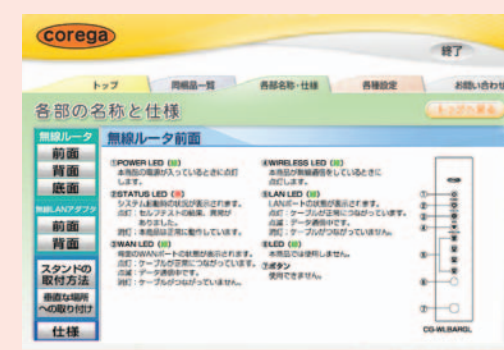 corega
終了
トップ 同梱品一覧 各部名称・仕様 各種設定 お問い合わせ
各部の名称と仕様
トップへ戻る
無線ルータ
前面
背面
底面
無線LANアダプタ
前面
背面
スタンドの
取付方法
垂直な場所
への取り付け
仕様
無線ルータ前面
①POWER LED (緑)
本商品の電源が入っているときに点灯
します。
②STATUS LED (赤)
システム起動時の状況が表示されます。
点灯：セルフテストの結果、異常が
ありました。
消灯：本商品は正常に動作しています。
③WAN LED (緑)
背面のWANポートの状態が表示されます。
点灯：ケーブルが正常につながっています。
点滅：データ通信中です。
消灯：ケーブルがつながっていません。
④WIRELESS LED (緑)
本商品が無線通信をしているときに
点灯します。
⑤LAN LED (緑)
LANポートの状態が表示されます。
点灯：ケーブルが正常につながっています。
点滅：データ通信中です。
消灯：ケーブルがつながっていません。
⑥LED (緑)
本商品では使用しません。
⑦ボタン
使用できません。
①
②
③
④
⑤
⑥
⑦
CG-WLBARGL